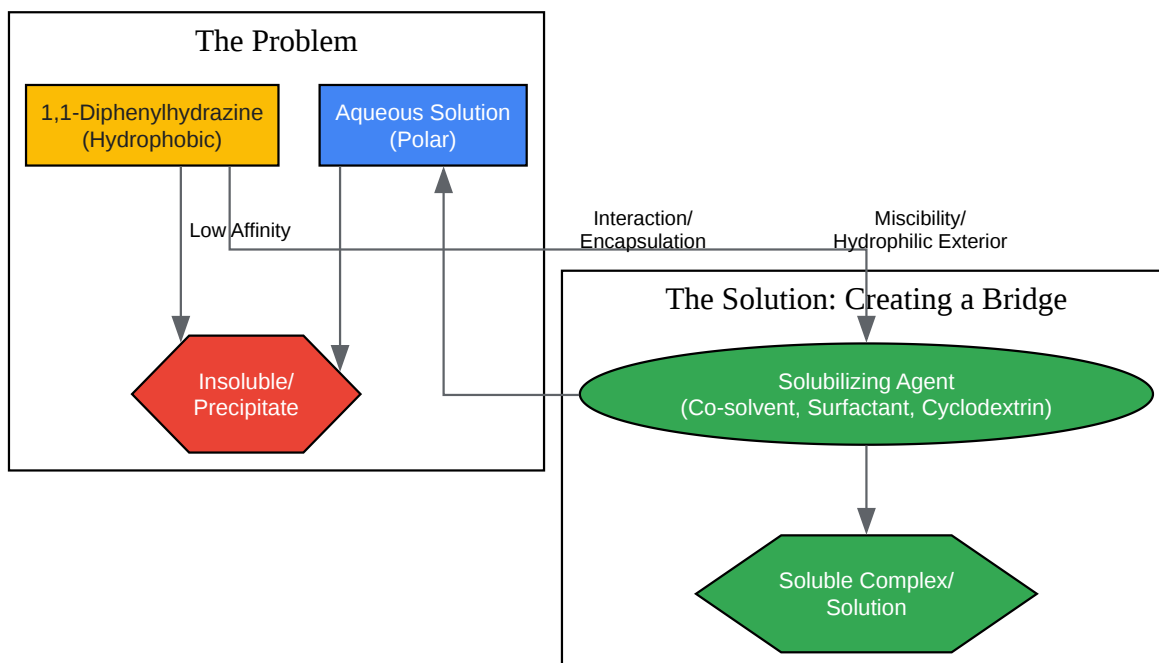 The Problem
1,1-Diphenylhydrazine
(Hydrophobic)
Aqueous Solution
(Polar)
Low Affinity
Interaction/
Encapsulation
Miscibility/
Hydrophilic Exterior
The Solution: Creating a Bridge
Insoluble/
Precipitate
Solubilizing Agent
(Co-solvent, Surfactant, Cyclodextrin)
Soluble Complex/
Solution